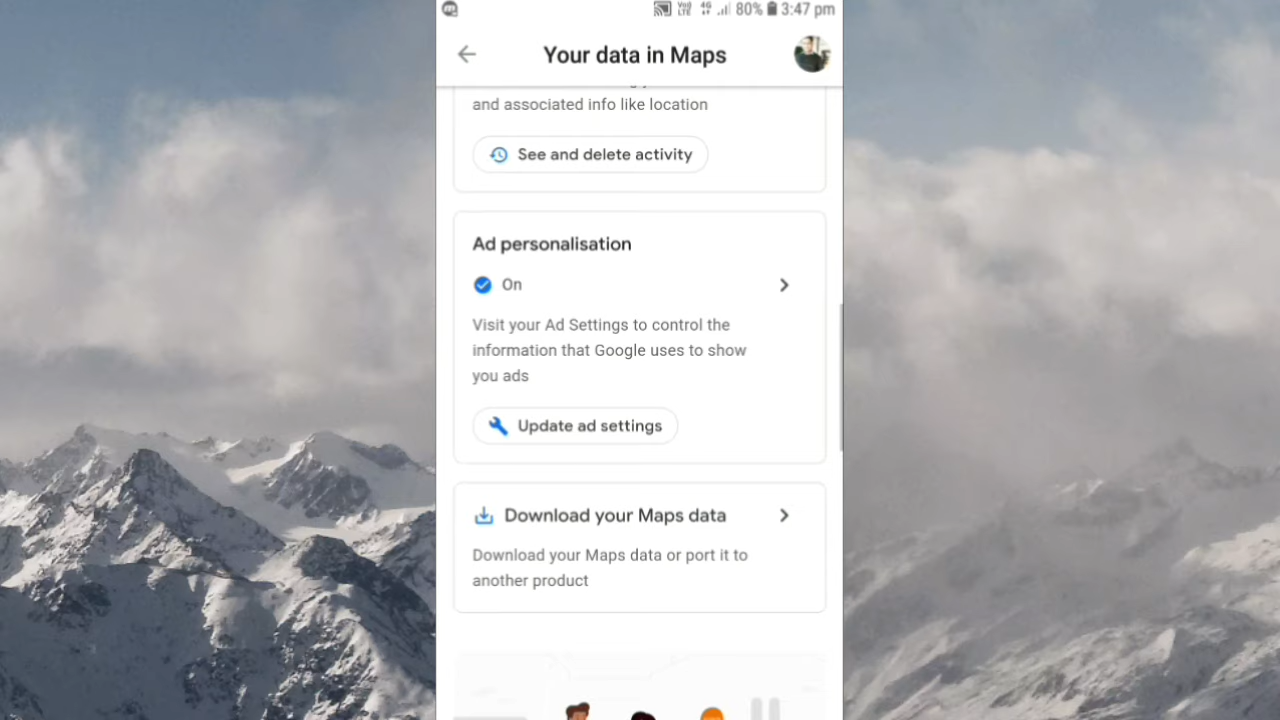 80% 3:47 pm
Your data in Maps
and associated info like location
See and delete activity
Ad personalisation
On
Visit your Ad Settings to control the
information that Google uses to show
you ads
Update ad settings
Download your Maps data
Download your Maps data or port it to
another product